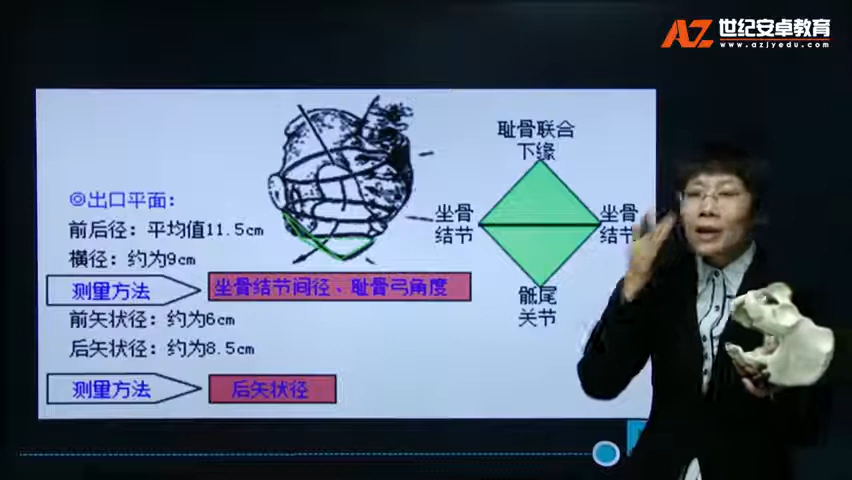 AZ 世纪安卓教育
www.azjyedu.com
耻骨联合
下缘
◎出口平面：
前后径：平均值11.5cm
横径：约为9cm
坐骨
结节
坐骨
结节
测量方法
坐骨结节间径、耻骨弓角度
骶尾
关节
前矢状径：约为6cm
后矢状径：约为8.5cm
测量方法
后矢状径